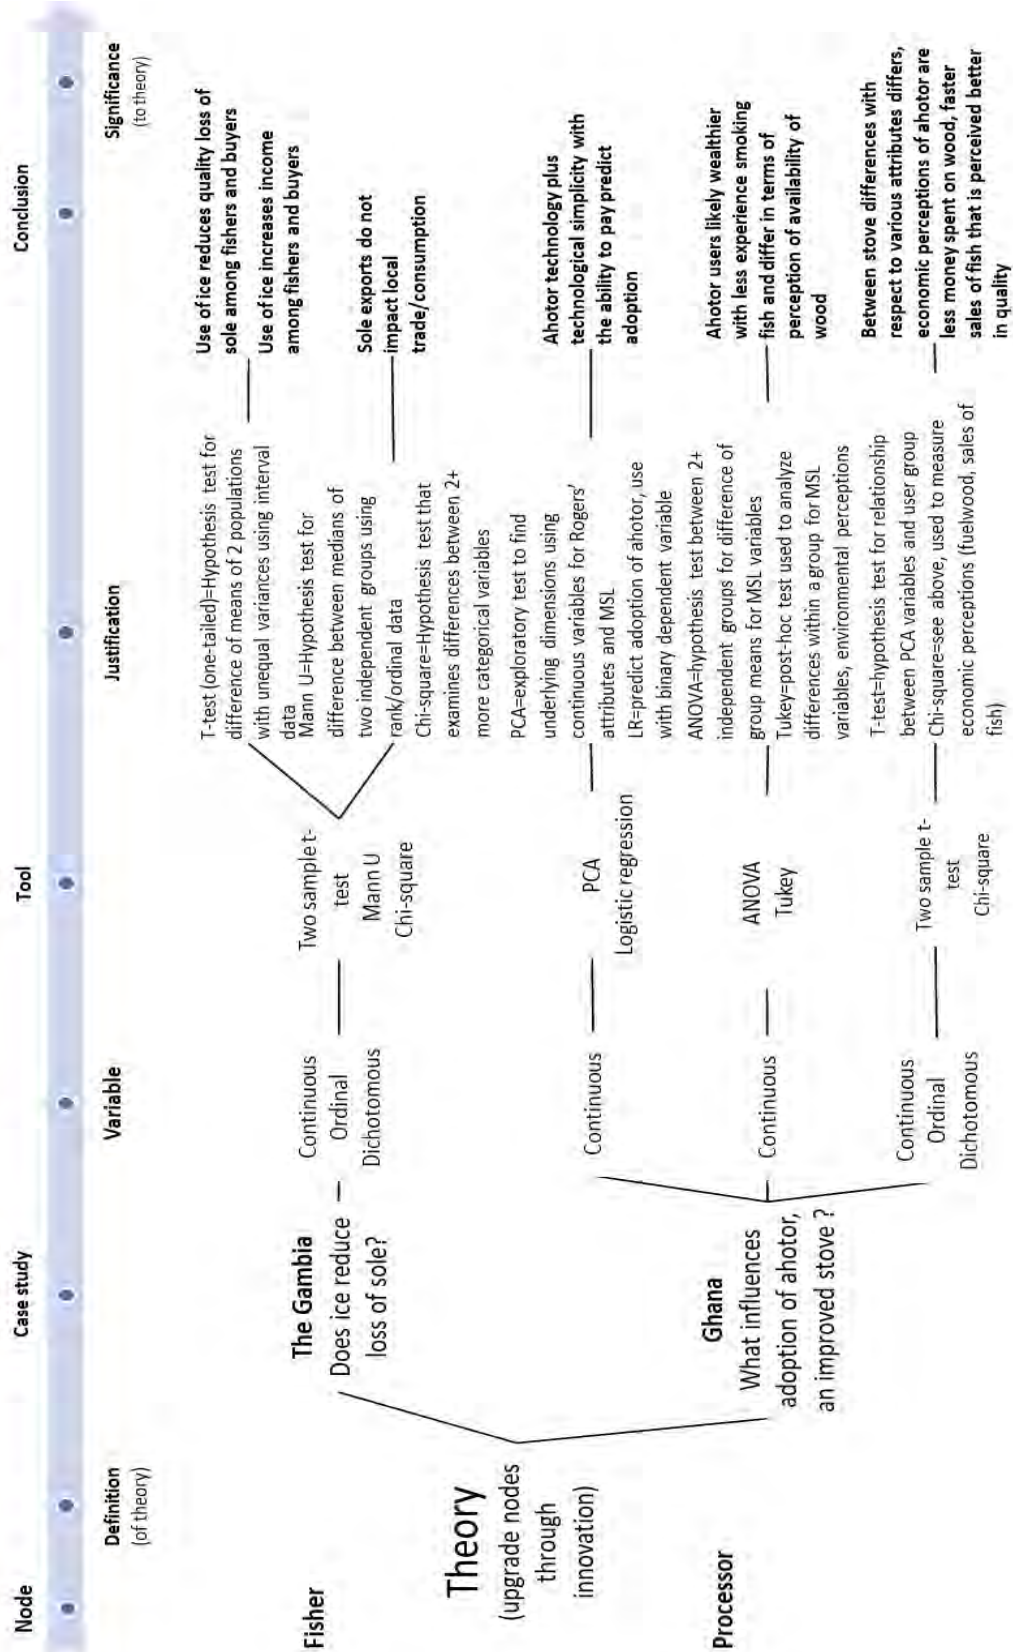 Node
Definition
(of theory)
Case study
Variable
Tool
Justification
Conclusion
Significance
(to theory)
Fisher
Processor
Theory
(upgrade nodes
through
innovation)
The Gambia
Does ice reduce
loss of sole?
Continuous
Ordinal
Dichotomous
Two sample t-
test
Mann U
Chi-square
T-test (one-tailed)=Hypothesis test for
difference of means of 2 populations
with unequal variances using interval
data
Mann U=Hypothesis test for
difference between medians of
two independent groups using
rank/ordinal data
Chi-square=Hypothesis test that
examines differences between 2+
more categorical variables
Use of ice reduces quality loss of
sole among fishers and buyers
Use of ice increases income
among fishers and buyers
Sole exports do not
impact local
trade/consumption
Ghana
What influences
adoption of ahotor,
an improved stove ?
Continuous
PCA
Logistic regression
PCA=exploratory test to find
underlying dimensions using
continuous variables for Rogers'
attributes and MSL
LR=predict adoption of ahotor, use
with binary dependent variable
Ahotor technology plus
technological simplicity with
the ability to pay predict
adoption
Continuous
ANOVA
Tukey
ANOVA=hypothesis test between 2+
independent groups for difference of
group means for MSL variables
Tukey=post-hoc test used to analyze
differences within a group for MSL
variables, environmental perceptions
Ahotor users likely wealthier
with less experience smoking
fish and differ in terms of
perception of availability of
wood
Continuous
Ordinal
Dichotomous
Two sample t-
test
Chi-square
T-test=hypothesis test for relationship
between PCA variables and user group
Chi-square=see above, used to measure
economic perceptions (fuelwood, sales of
fish)
Between stove differences with
respect to various attributes differs,
economic perceptions of ahotor are
less money spent on wood, faster
sales of fish that is perceived better
in quality